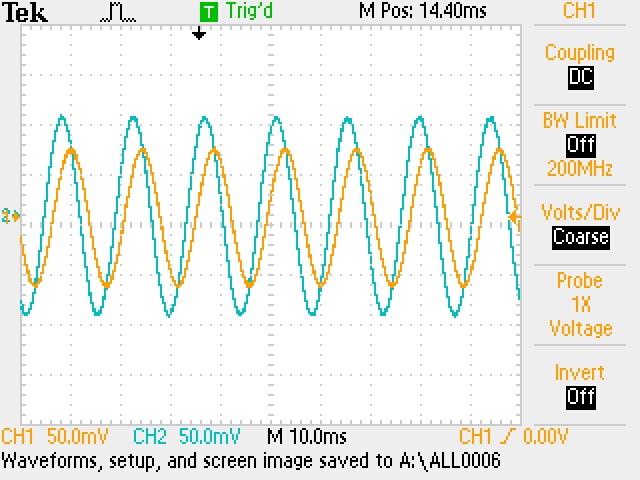 Tek T Trig'd M Pos: 14.40ms CH1
Coupling
DC
BW Limit
Off
200MHz
Volts/Div
Coarse
Probe
1X
Voltage
Invert
Off
CH1 50.0mV CH2 50.0mV M 10.0ms CH1 0.00V
Waveforms, setup, and screen image saved to A:\ALL0006